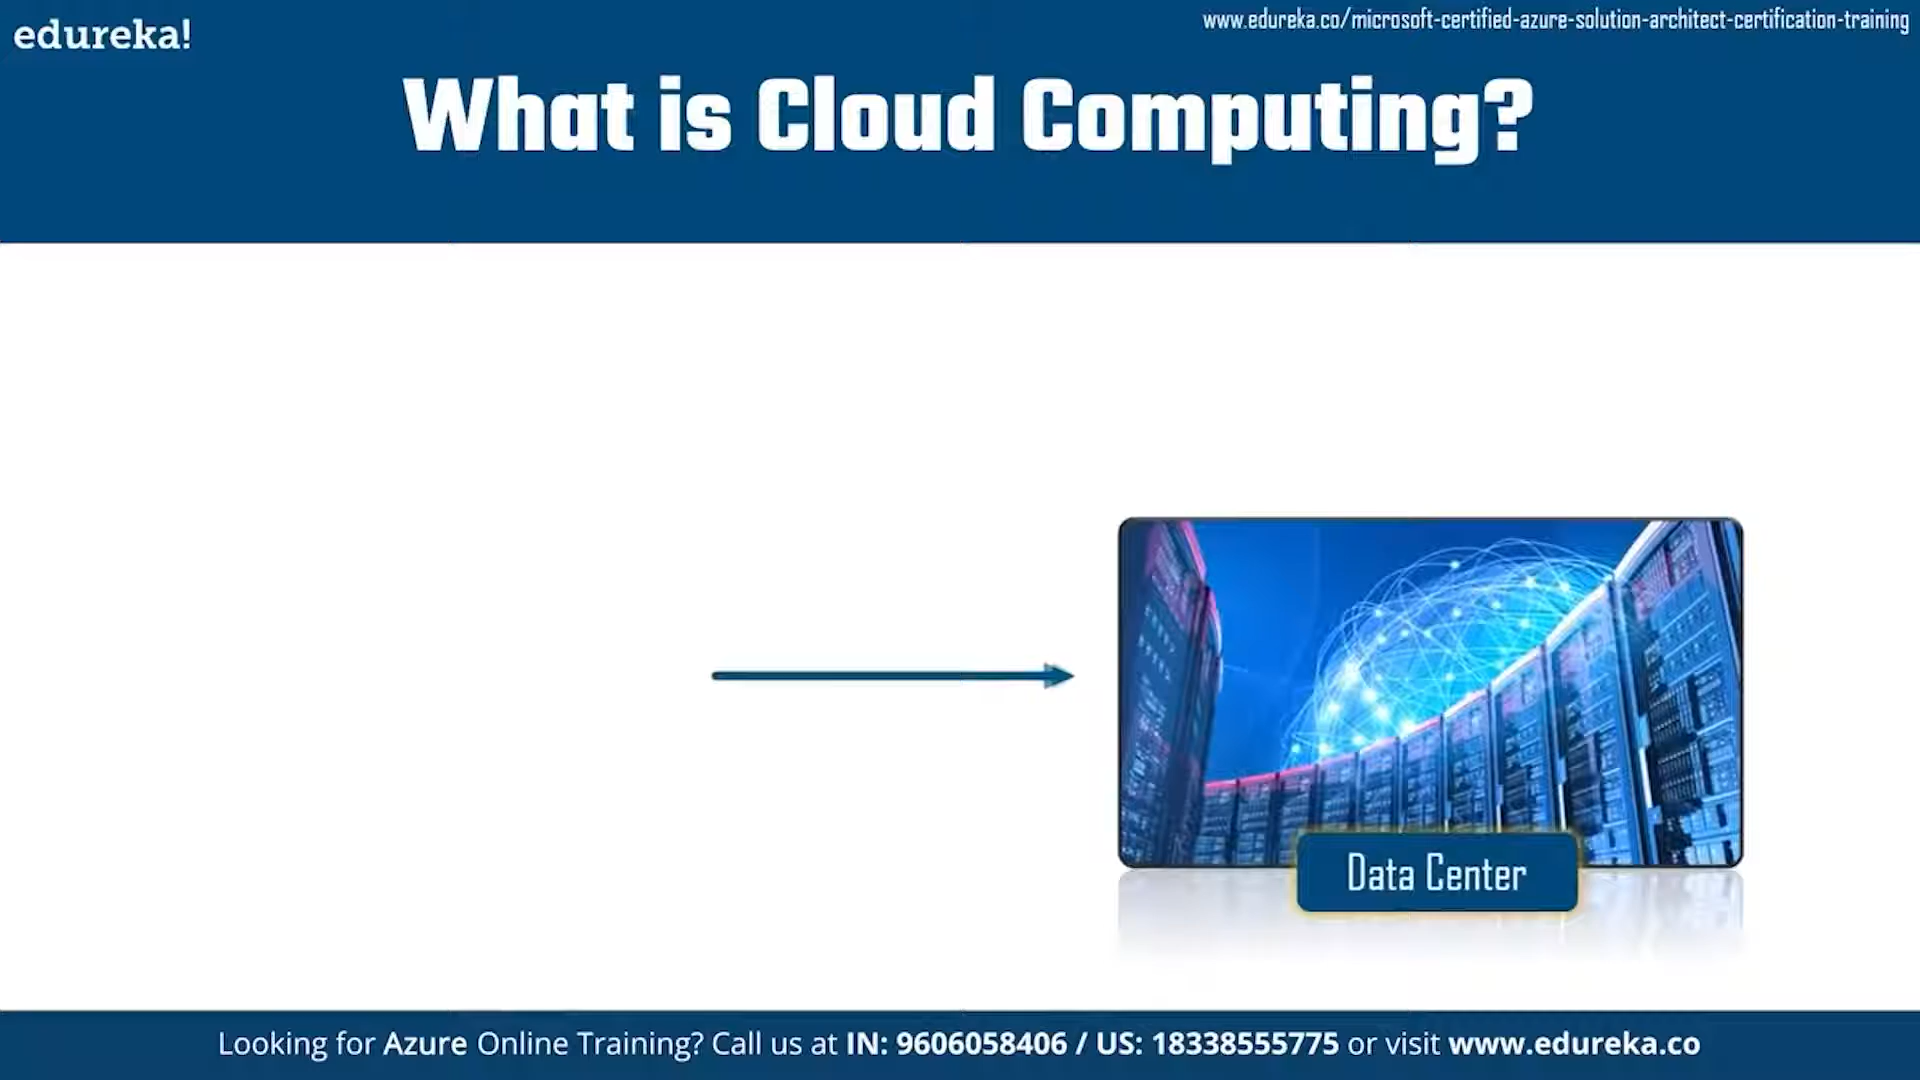 edureka!
www.edureka.co/microsoft-certified-azure-solution-architect-certification-training
What is Cloud Computing?
Data Center
Looking for Azure Online Training? Call us at IN: 9606058406 / US: 18338555775 or visit www.edureka.co